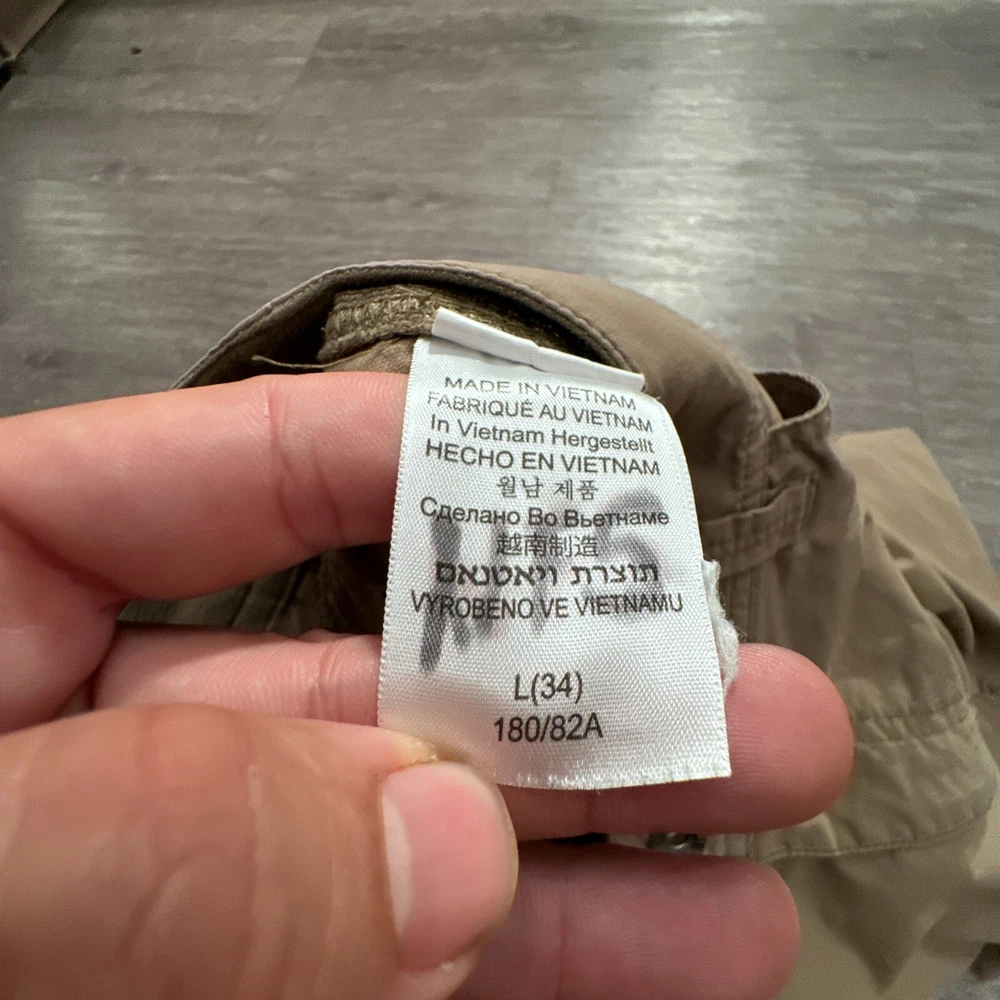 MADE IN VIETNAM
FABRIQUÉ AU VIETNAM
In Vietnam Hergestellt
HECHO EN VIETNAM
월남 제품
Сделано Во Вьетнаме
越南制造
תוצרת ויאטנאם
VYROBENO VE VIETNAMU
L(34)
180/82A